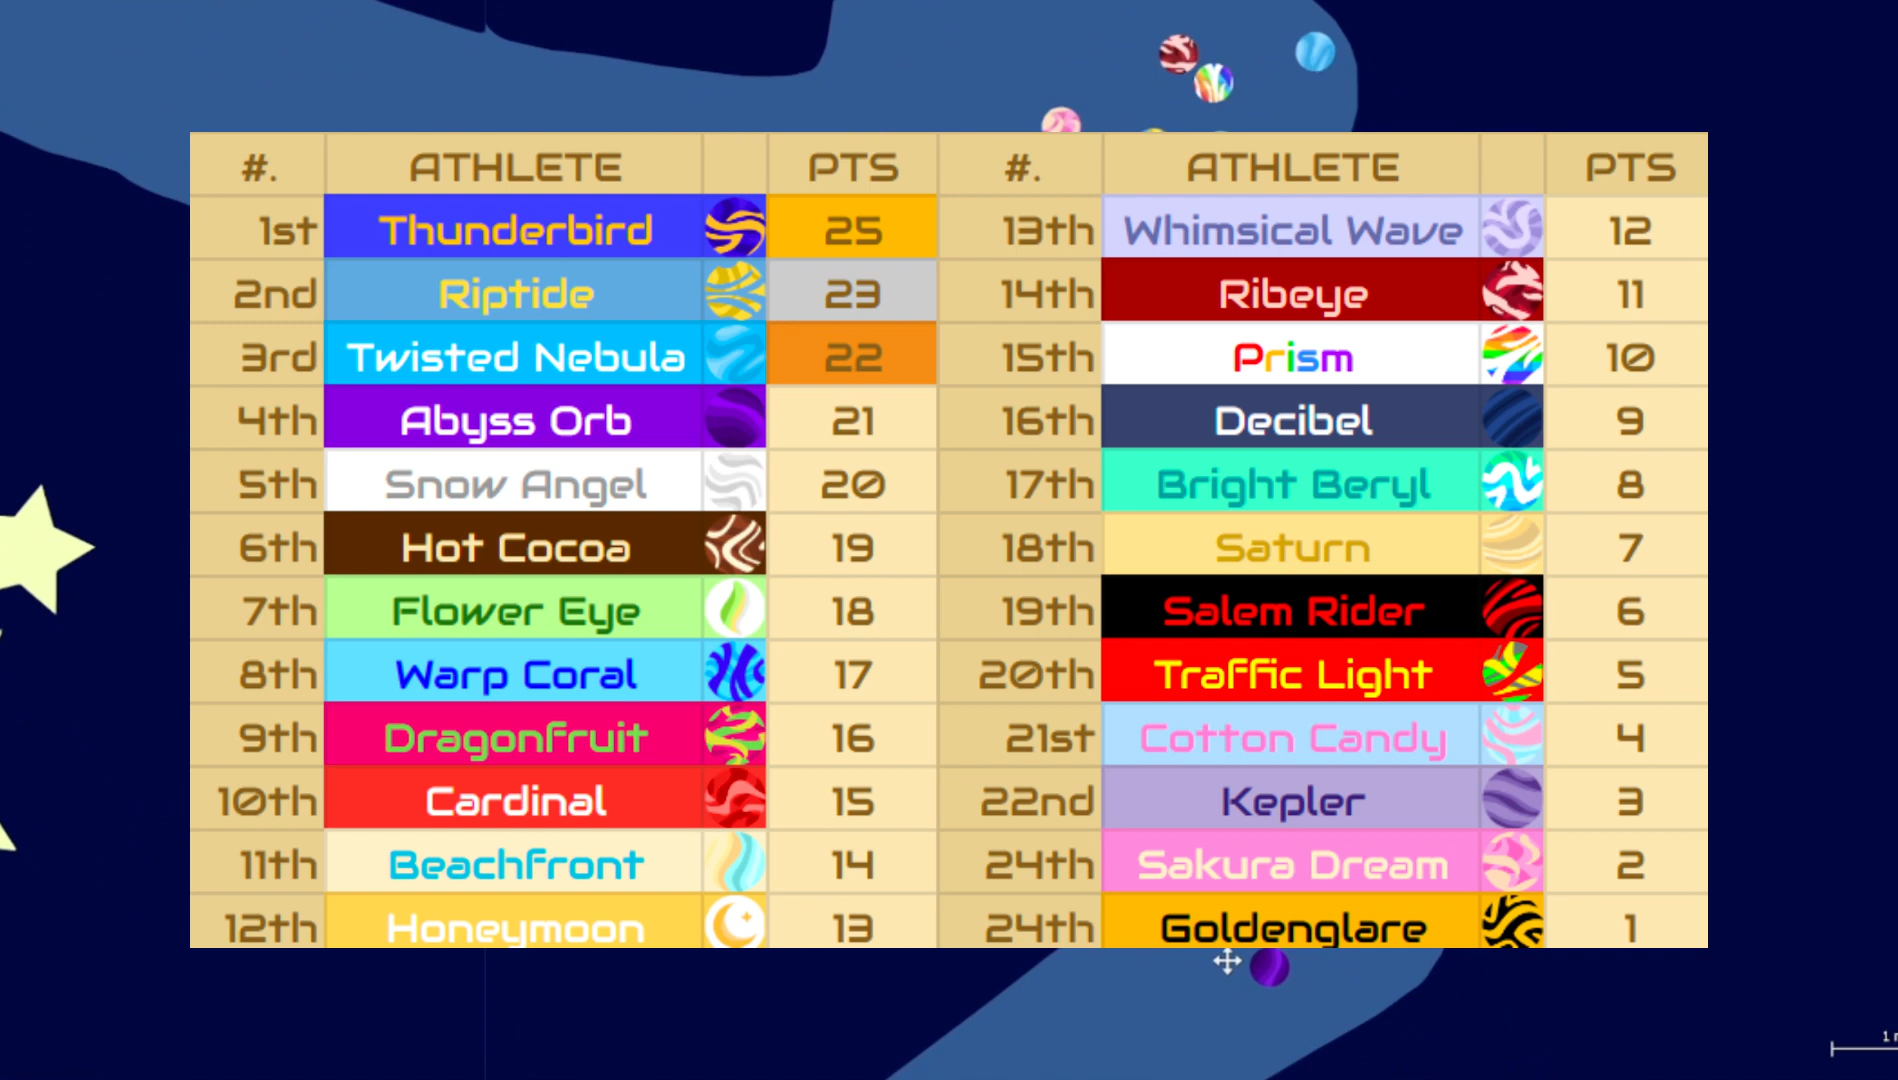 #. ATHLETE PTS #. ATHLETE PTS
1st Thunderbird 25 13th Whimsical Wave 12
2nd Riptide 23 14th Ribeye 11
3rd Twisted Nebula 22 15th Prism 10
4th Abyss Orb 21 16th Decibel 9
5th Snow Angel 20 17th Bright Beryl 8
6th Hot Cocoa 19 18th Saturn 7
7th Flower Eye 18 19th Salem Rider 6
8th Warp Coral 17 20th Traffic Light 5
9th Dragonfruit 16 21st Cotton Candy 4
10th Cardinal 15 22nd Kepler 3
11th Beachfront 14 24th Sakura Dream 2
12th Honeymoon 13 24th Goldenglare 1